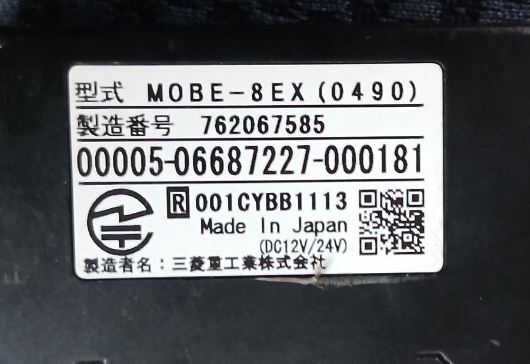 型式 MOBE-8EX(0490)
製造番号 762067585
00005-06687227-000181
R 001CYBB1113
Made In Japan
(DC12V/24V)
製造者名：三菱重工業株式会社